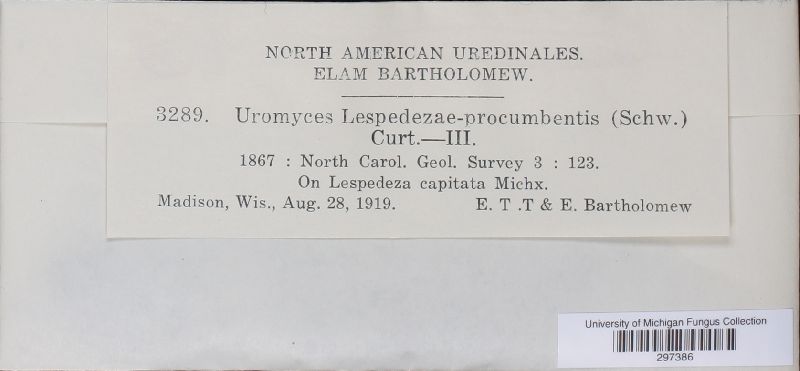 NORTH AMERICAN UREDINALES.
ELAM BARTHOLOMEW.
3289. Uromyces Lespedezae-procumbentis (Schw.)
Curt.—III.
1867 : North Carol. Geol. Survey 3 : 123.
On Lespedeza capitata Michx.
Madison, Wis., Aug. 28, 1919. E. T .T & E. Bartholomew
University of Michigan Fungus Collection
297386